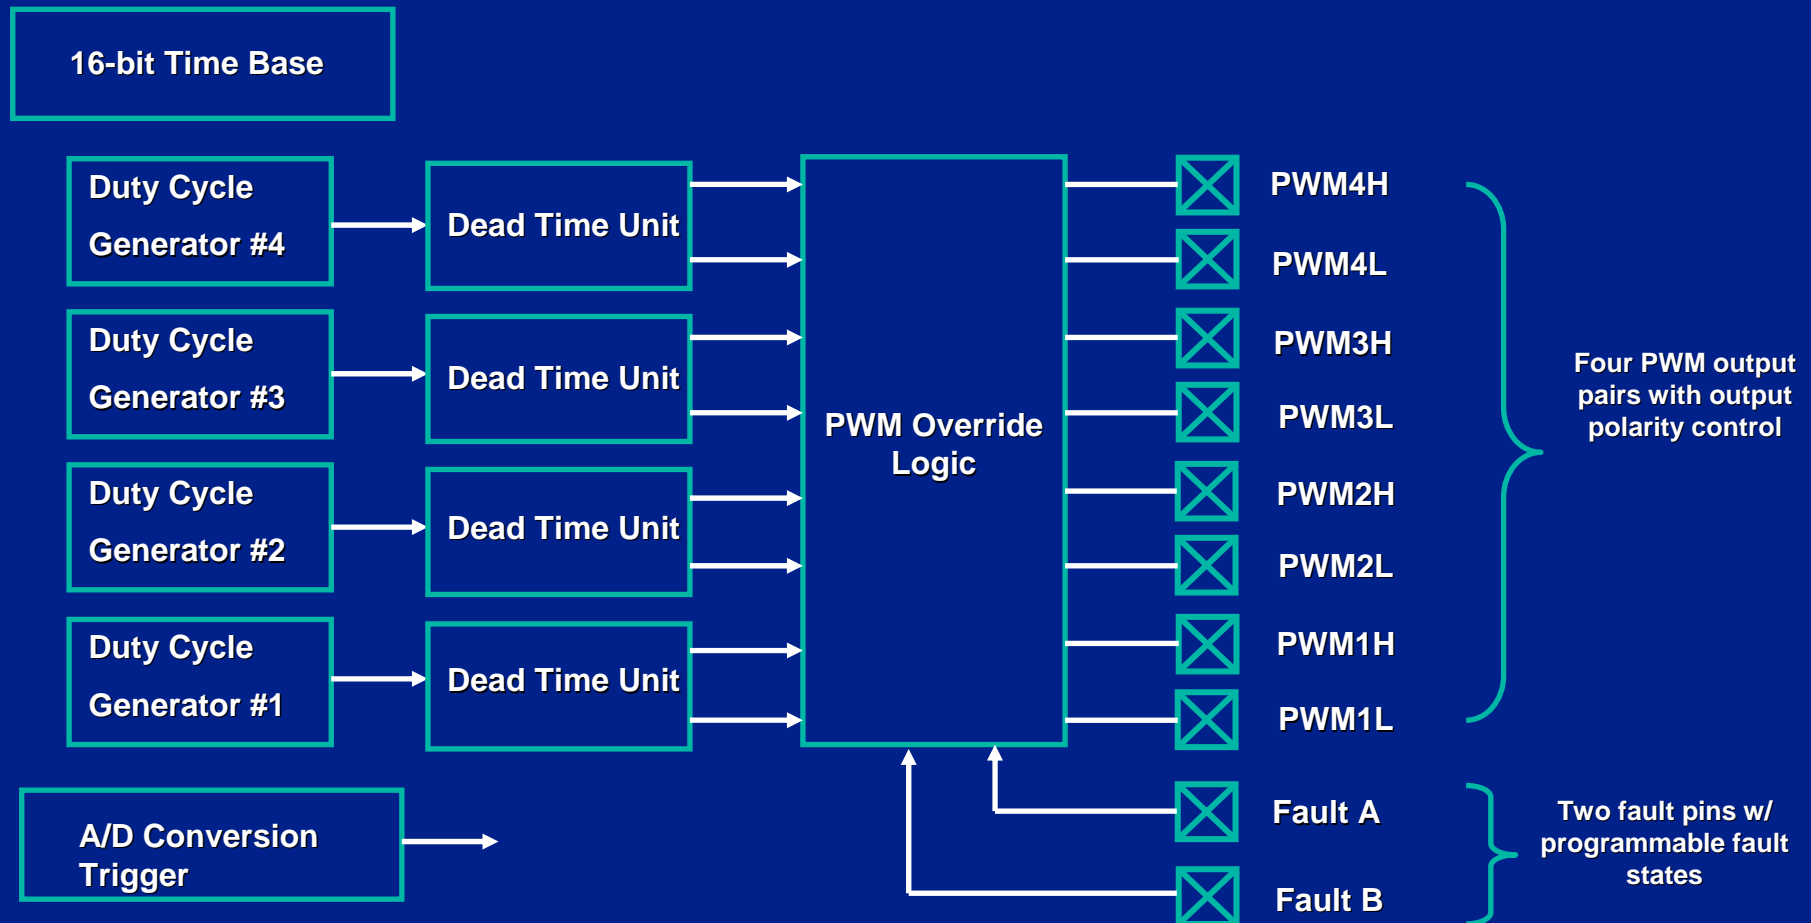 16-bit Time Base
Duty Cycle
Generator #4
Dead Time Unit
PWM4H
PWM4L
Duty Cycle
Generator #3
Dead Time Unit
PWM3H
PWM3L
PWM Override
Logic
Four PWM output
pairs with output
polarity control
Duty Cycle
Generator #2
Dead Time Unit
PWM2H
PWM2L
Duty Cycle
Generator #1
Dead Time Unit
PWM1H
PWM1L
A/D Conversion
Trigger
Fault A
Fault B
Two fault pins w/
programmable fault
states